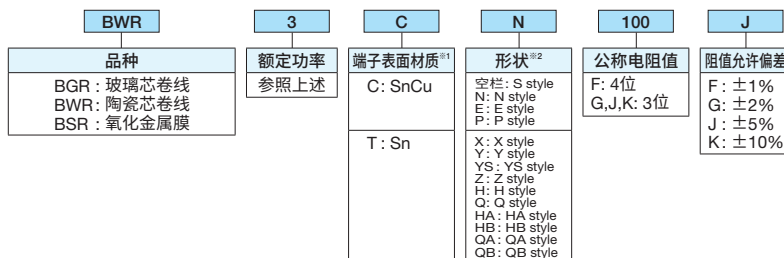 BWR 3 C N 100 J
品种 额定功率 端子表面材质※1 形状※2 公称电阻值 阻值允许偏差
BGR : 玻璃芯卷线
BWR : 陶瓷芯卷线
BSR : 氧化金属膜
参照上述
C : SnCu
T : Sn
空栏: S style
N: N style
E: E style
P: P style
X : X style
Y : Y style
YS : YS style
Z : Z style
H : H style
Q : Q style
HA : HA style
HB : HB style
QA : QA style
QB : QB style
F: 4位
G,J,K: 3位
F : ±1%
G : ±2%
J : ±5%
K : ±10%